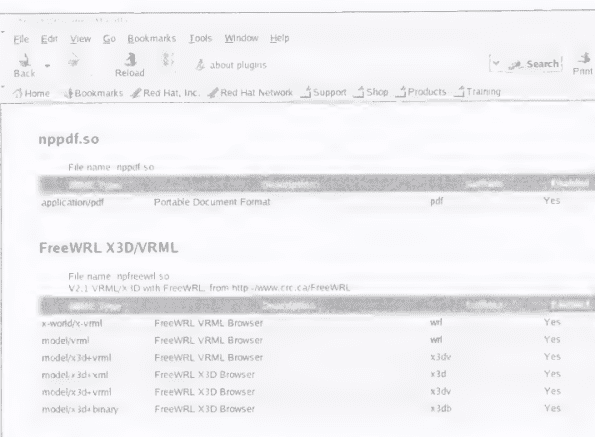 File Edit View Go Bookmarks Tools Window Help
Back Reload about plugins Search Print
Home Bookmarks Red Hat, Inc. Red Hat Network Support Shop Products Training
nppdf.so
File name nppdf so
Description Enabled
application/pdf Portable Document Format pdf Yes
FreeWRL X3D/VRML
File name npfreewrl so
V2.1 VRML/X3D with FreeWRL, from http //www crc.ca/FreeWRL
Description
x-world/x-vrml FreeWRL VRML Browser wrl Yes
model/vrml FreeWRL VRML Browser wrl Yes
model/x3d+vrml FreeWRL VRML Browser x3dv Yes
model/x3d+xml FreeWRL X3D Browser x3d Yes
model/x3d+vrml FreeWRL X3D Browser x3dv Yes
model/x3d+binary FreeWRL X3D Browser x3db Yes